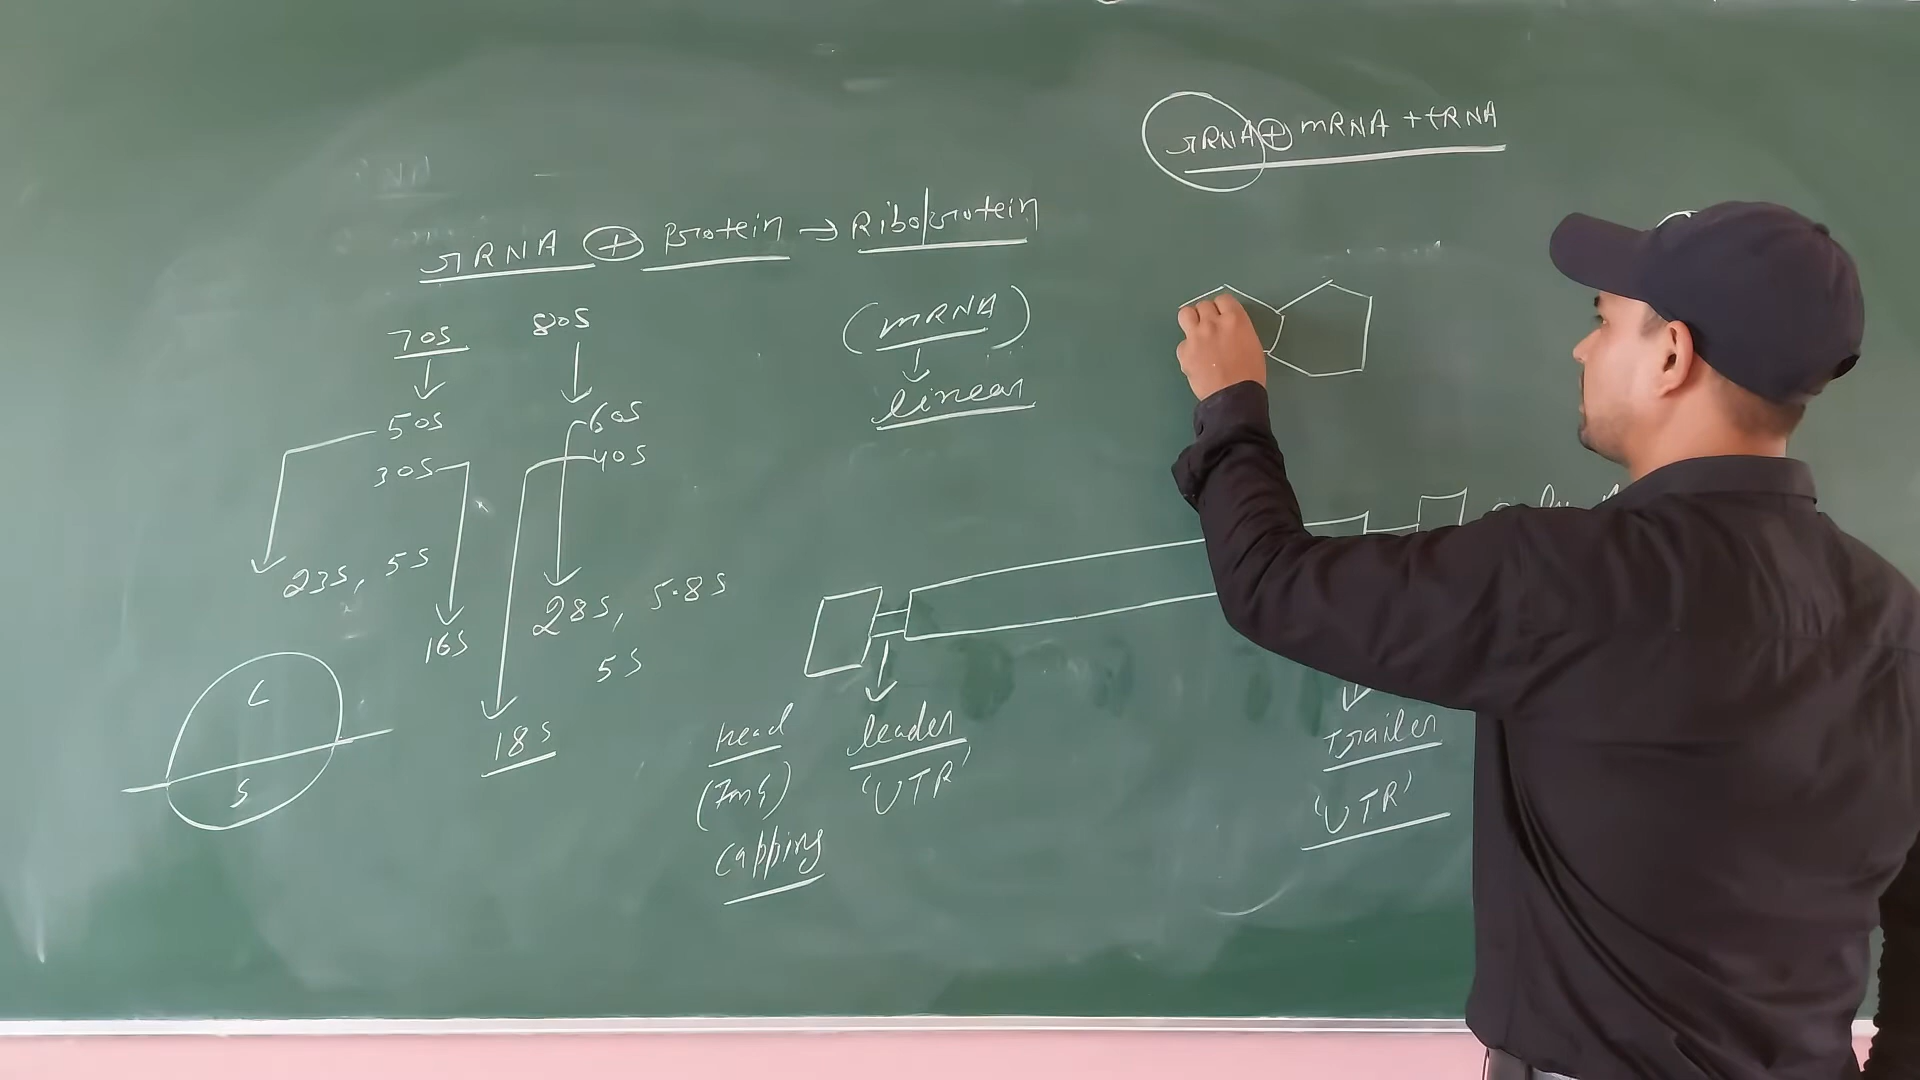 rRNA + mRNA + tRNA
rRNA + Protein → Riboprotein
70S 80S
50S
30S
60S
40S
23S, 5S
16S
28S, 5.8S
5S
18S
L
S
(mRNA)
linear
Head
(7mG)
Capping
leader
'UTR'
Trailer
'UTR'